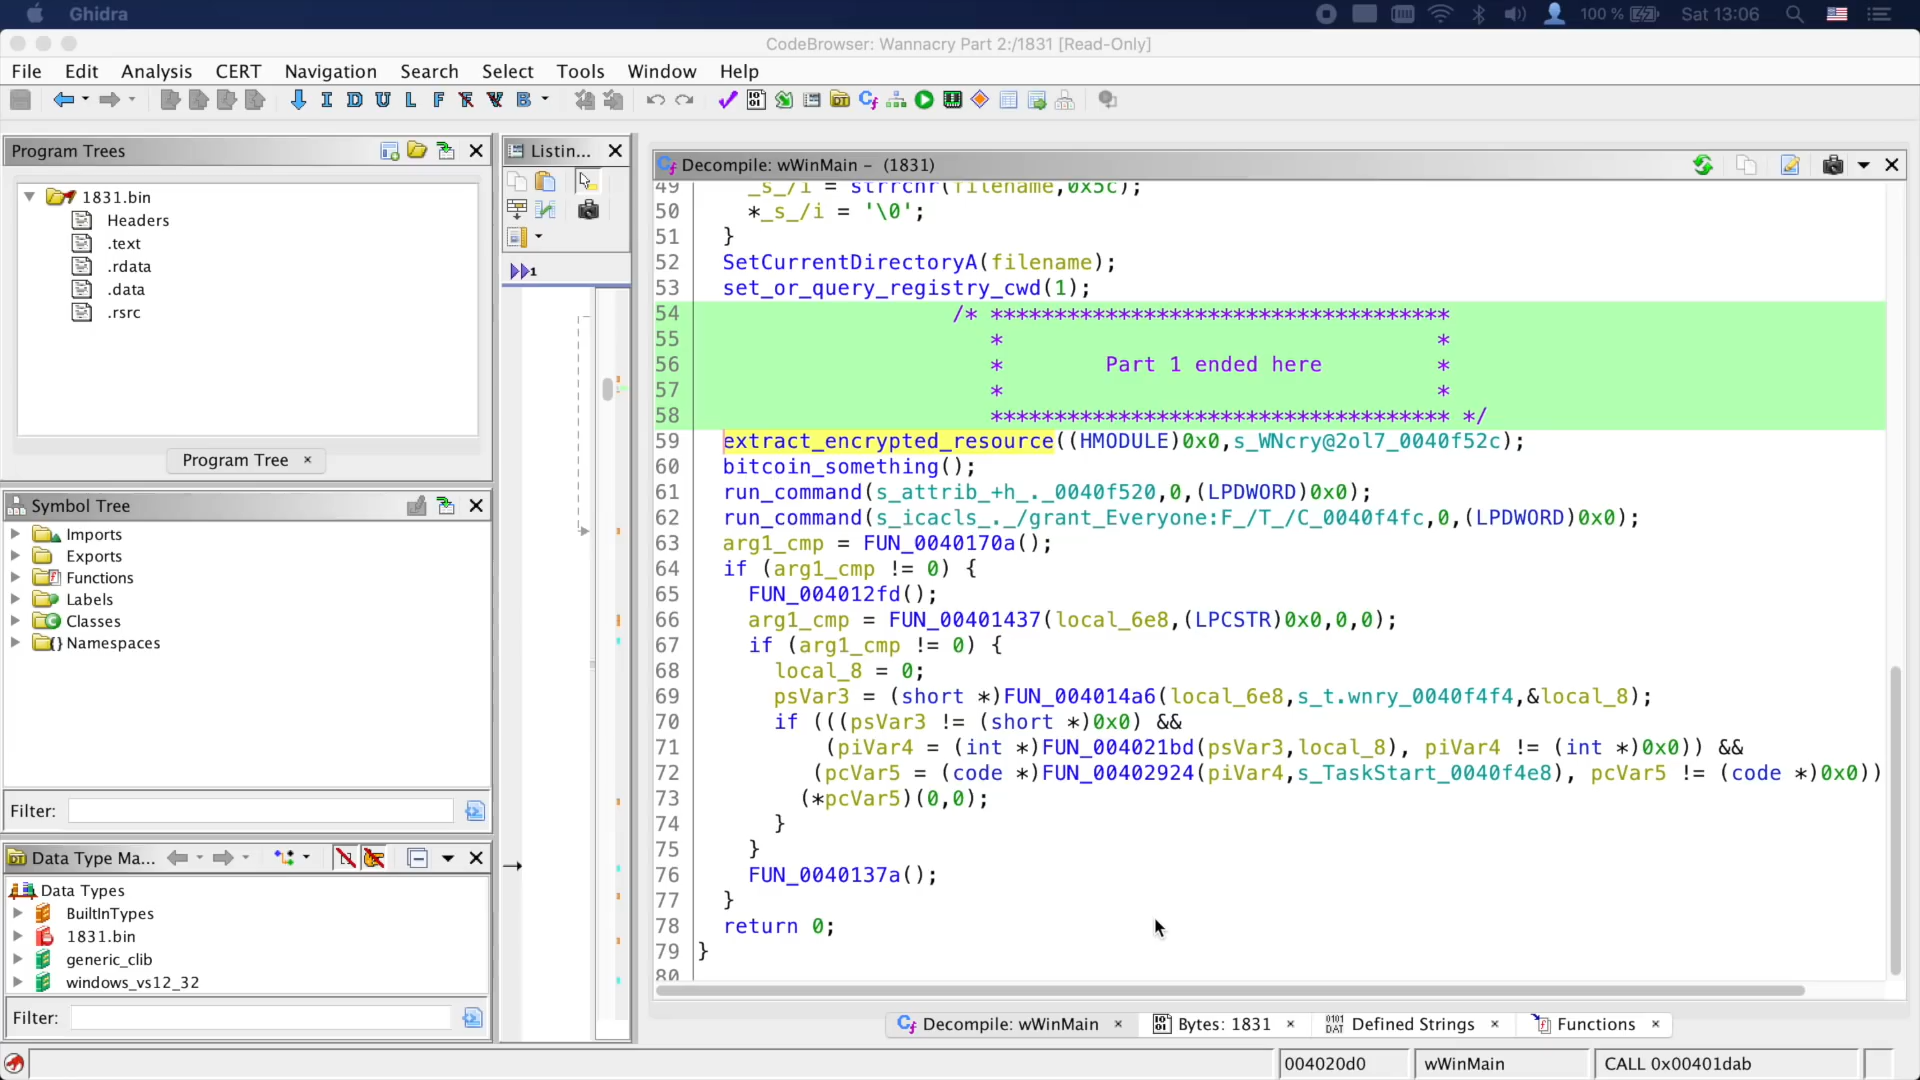 Ghidra
100 %
Sat 13:06
CodeBrowser: Wannacry Part 2:/1831 [Read-Only]
File Edit Analysis CERT Navigation Search Select Tools Window Help
I D U L F F V B
Program Trees
1831.bin
Headers
.text
.rdata
.data
.rsrc
Program Tree ×
Symbol Tree
Imports
Exports
Functions
Labels
Classes
Namespaces
Filter:
Data Type Ma...
Data Types
BuiltInTypes
1831.bin
generic_clib
windows_vs12_32
Filter:
Listin...
1
Decompile: wWinMain – (1831)
49 _s_/i = strrchr(filename,0x5c);
50 *_s_/i = '\0';
51 }
52 SetCurrentDirectoryA(filename);
53 set_or_query_registry_cwd(1);
54 /* ************************************
55 * *
56 * Part 1 ended here *
57 * *
58 ************************************ */
59 extract_encrypted_resource((HMODULE)0x0,s_WNcry@2ol7_0040f52c);
60 bitcoin_something();
61 run_command(s_attrib_+h_._0040f520,0,(LPDWORD)0x0);
62 run_command(s_icacls_._/grant_Everyone:F_/T_/C_0040f4fc,0,(LPDWORD)0x0);
63 arg1_cmp = FUN_0040170a();
64 if (arg1_cmp != 0) {
65 FUN_004012fd();
66 arg1_cmp = FUN_00401437(local_6e8,(LPCSTR)0x0,0,0);
67 if (arg1_cmp != 0) {
68 local_8 = 0;
69 psVar3 = (short *)FUN_004014a6(local_6e8,s_t.wnry_0040f4f4,&local_8);
70 if (((psVar3 != (short *)0x0) &&
71 (piVar4 = (int *)FUN_004021bd(psVar3,local_8), piVar4 != (int *)0x0)) &&
72 (pcVar5 = (code *)FUN_00402924(piVar4,s_TaskStart_0040f4e8), pcVar5 != (code *)0x0))
73 (*pcVar5)(0,0);
74 }
75 }
76 FUN_0040137a();
77 }
78 return 0;
79 }
80
Decompile: wWinMain ×
Bytes: 1831 ×
Defined Strings ×
Functions ×
004020d0
wWinMain
CALL 0x00401dab